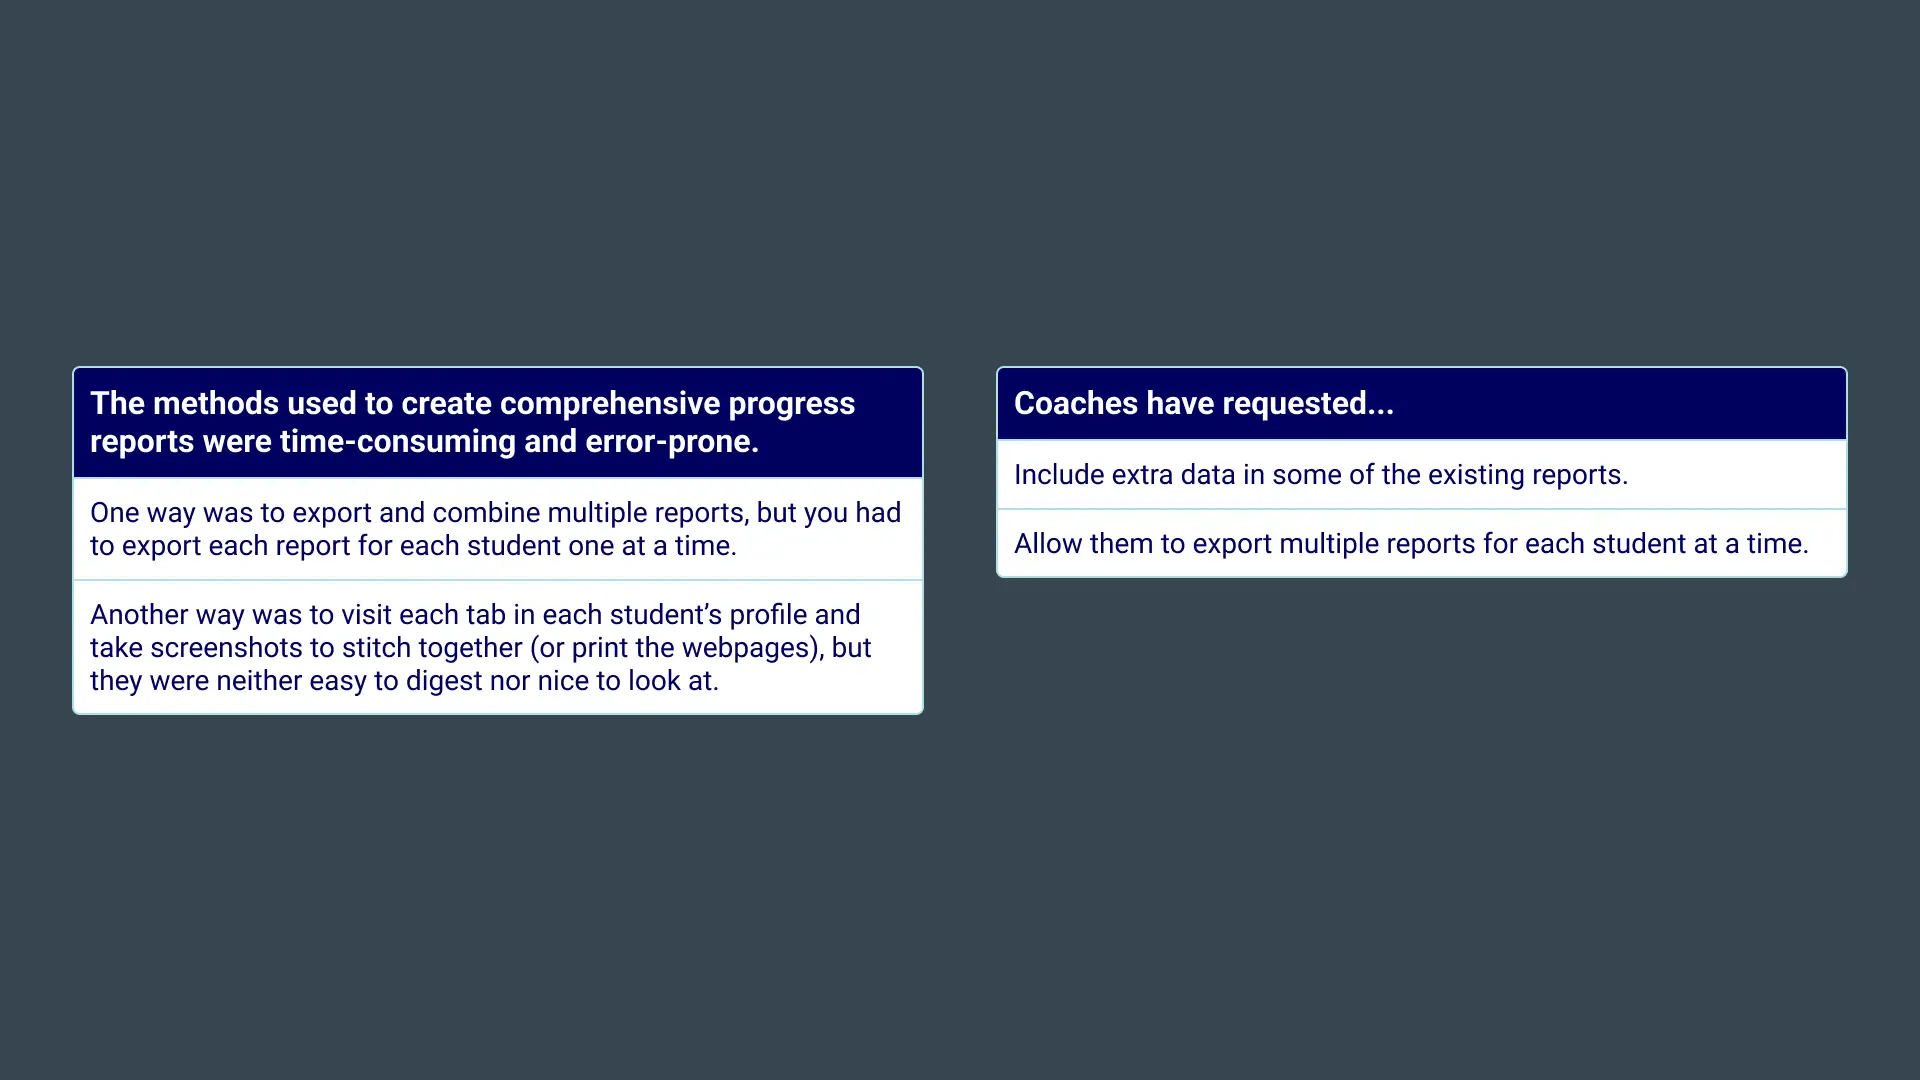 The methods used to create comprehensive progress
reports were time-consuming and error-prone.
One way was to export and combine multiple reports, but you had
to export each report for each student one at a time.
Another way was to visit each tab in each student’s profile and
take screenshots to stitch together (or print the webpages), but
they were neither easy to digest nor nice to look at.
Coaches have requested...
Include extra data in some of the existing reports.
Allow them to export multiple reports for each student at a time.